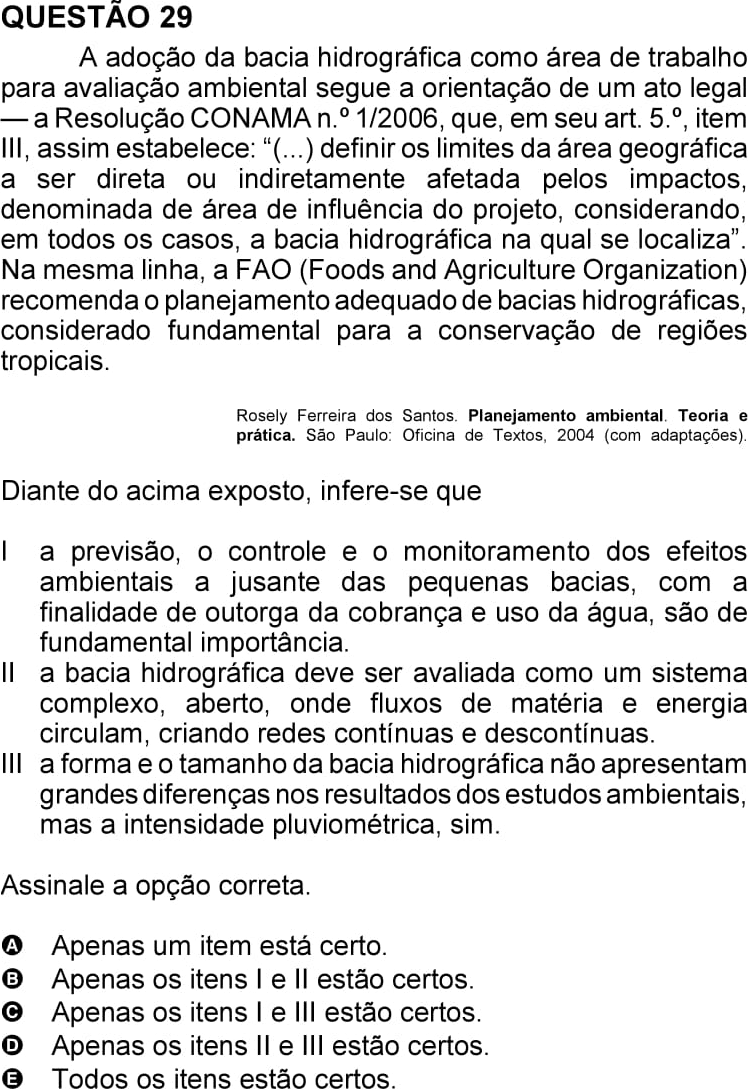 QUESTÃO 29
A adoção da bacia hidrográfica como área de trabalho
para avaliação ambiental segue a orientação de um ato legal
— a Resolução CONAMA n.º 1/2006, que, em seu art. 5.º, item
III, assim estabelece: “(...) definir os limites da área geográfica
a ser direta ou indiretamente afetada pelos impactos,
denominada de área de influência do projeto, considerando,
em todos os casos, a bacia hidrográfica na qual se localiza”.
Na mesma linha, a FAO (Foods and Agriculture Organization)
recomenda o planejamento adequado de bacias hidrográficas,
considerado fundamental para a conservação de regiões
tropicais.
Rosely Ferreira dos Santos. Planejamento ambiental. Teoria e
prática. São Paulo: Oficina de Textos, 2004 (com adaptações).
Diante do acima exposto, infere-se que
I a previsão, o controle e o monitoramento dos efeitos
ambientais a jusante das pequenas bacias, com a
finalidade de outorga da cobrança e uso da água, são de
fundamental importância.
II a bacia hidrográfica deve ser avaliada como um sistema
complexo, aberto, onde fluxos de matéria e energia
circulam, criando redes contínuas e descontínuas.
III a forma e o tamanho da bacia hidrográfica não apresentam
grandes diferenças nos resultados dos estudos ambientais,
mas a intensidade pluviométrica, sim.
Assinale a opção correta.
A Apenas um item está certo.
B Apenas os itens I e II estão certos.
C Apenas os itens I e III estão certos.
D Apenas os itens II e III estão certos.
E Todos os itens estão certos.